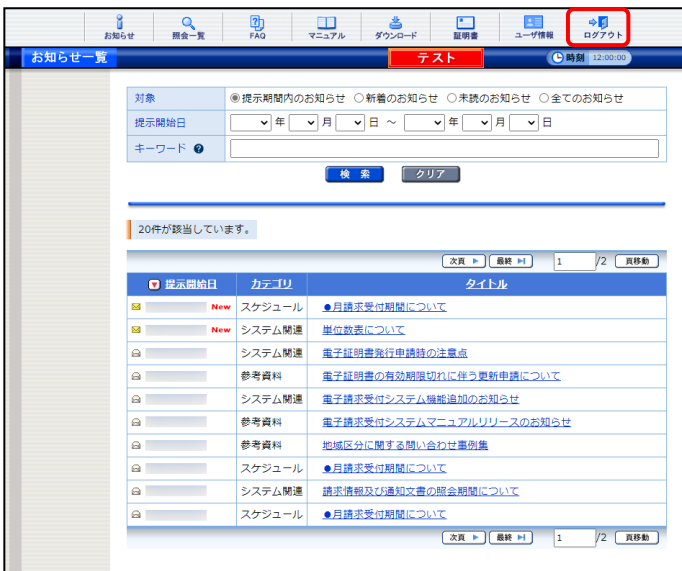 お知らせ 照会一覧 FAQ マニュアル ダウンロード 証明書 ユーザ情報 ログアウト
お知らせ一覧 テスト 時刻 12:00:00
対象 提示期間内のお知らせ 新着のお知らせ 未読のお知らせ 全てのお知らせ
提示開始日 年 月 日 ～ 年 月 日
キーワード ?
検 索 クリア
20件が該当しています。
次頁 最終 1 /2 頁移動
提示開始日 カテゴリ タイトル
New スケジュール ●月請求受付期間について
New システム関連 単位数表について
システム関連 電子証明書発行申請時の注意点
参考資料 電子証明書の有効期限切れに伴う更新申請について
システム関連 電子請求受付システム機能追加のお知らせ
参考資料 電子請求受付システムマニュアルリリースのお知らせ
参考資料 地域区分に関する問い合わせ事例集
スケジュール ●月請求受付期間について
システム関連 請求情報及び通知文書の照会期間について
スケジュール ●月請求受付期間について
次頁 最終 1 /2 頁移動